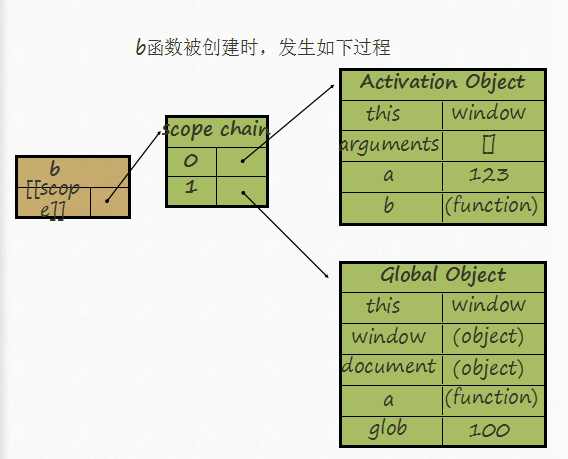 b函数被创建时，发生如下过程
b
[[scop
e]]
scope chain
0
1
Activation Object
this window
arguments []
a 123
b (function)
Global Object
this window
window (object)
document (object)
a (function)
glob 100